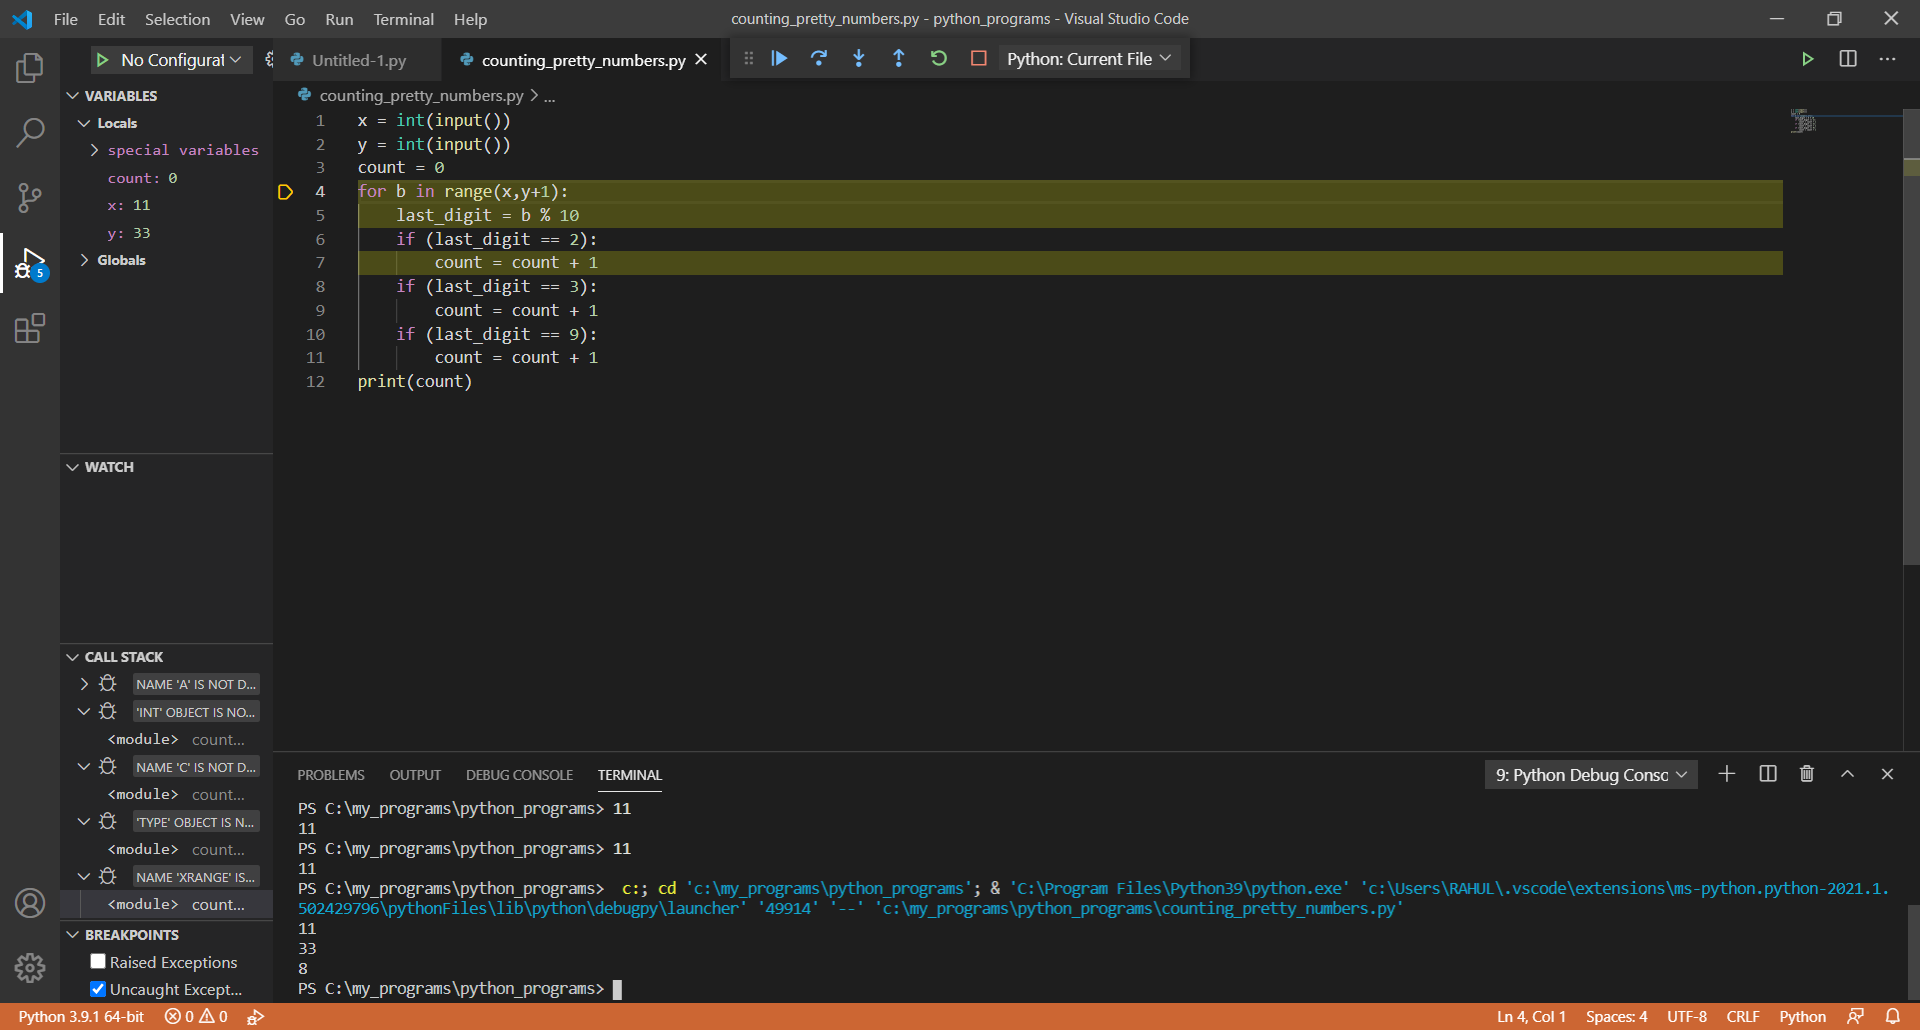 File Edit Selection View Go Run Terminal Help
counting_pretty_numbers.py - python_programs - Visual Studio Code
No Configurat
Untitled-1.py
counting_pretty_numbers.py
Python: Current File
VARIABLES
Locals
special variables
count: 0
x: 11
y: 33
Globals
5
WATCH
CALL STACK
NAME 'A' IS NOT D...
'INT' OBJECT IS NO...
<module> count...
NAME 'C' IS NOT D...
<module> count...
'TYPE' OBJECT IS N...
<module> count...
NAME 'XRANGE' IS...
<module> count...
BREAKPOINTS
Raised Exceptions
Uncaught Except...
counting_pretty_numbers.py > ...
1 x = int(input())
2 y = int(input())
3 count = 0
4 for b in range(x,y+1):
5 last_digit = b % 10
6 if (last_digit == 2):
7 count = count + 1
8 if (last_digit == 3):
9 count = count + 1
10 if (last_digit == 9):
11 count = count + 1
12 print(count)
PROBLEMS OUTPUT DEBUG CONSOLE TERMINAL
9: Python Debug Consc
PS C:\my_programs\python_programs> 11
11
PS C:\my_programs\python_programs> 11
11
PS C:\my_programs\python_programs> c:; cd 'c:\my_programs\python_programs'; & 'C:\Program Files\Python39\python.exe' 'c:\Users\RAHUL\.vscode\extensions\ms-python.python-2021.1.
502429796\pythonFiles\lib\python\debugpy\launcher' '49914' '--' 'c:\my_programs\python_programs\counting_pretty_numbers.py'
11
33
8
PS C:\my_programs\python_programs>
Python 3.9.1 64-bit 0 0
Ln 4, Col 1 Spaces: 4 UTF-8 CRLF Python